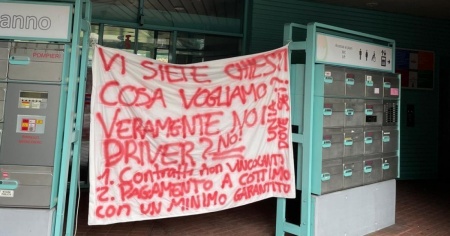 anno
VI SIETE CHIESTI
COSA VOGLIAMO
VERAMENTE NOI
DRIVER? NO!
1. Contratti non VINCOLANTI
2. PAGAMENTO A COTTIMO
CON UN MINIMO GARANTITO